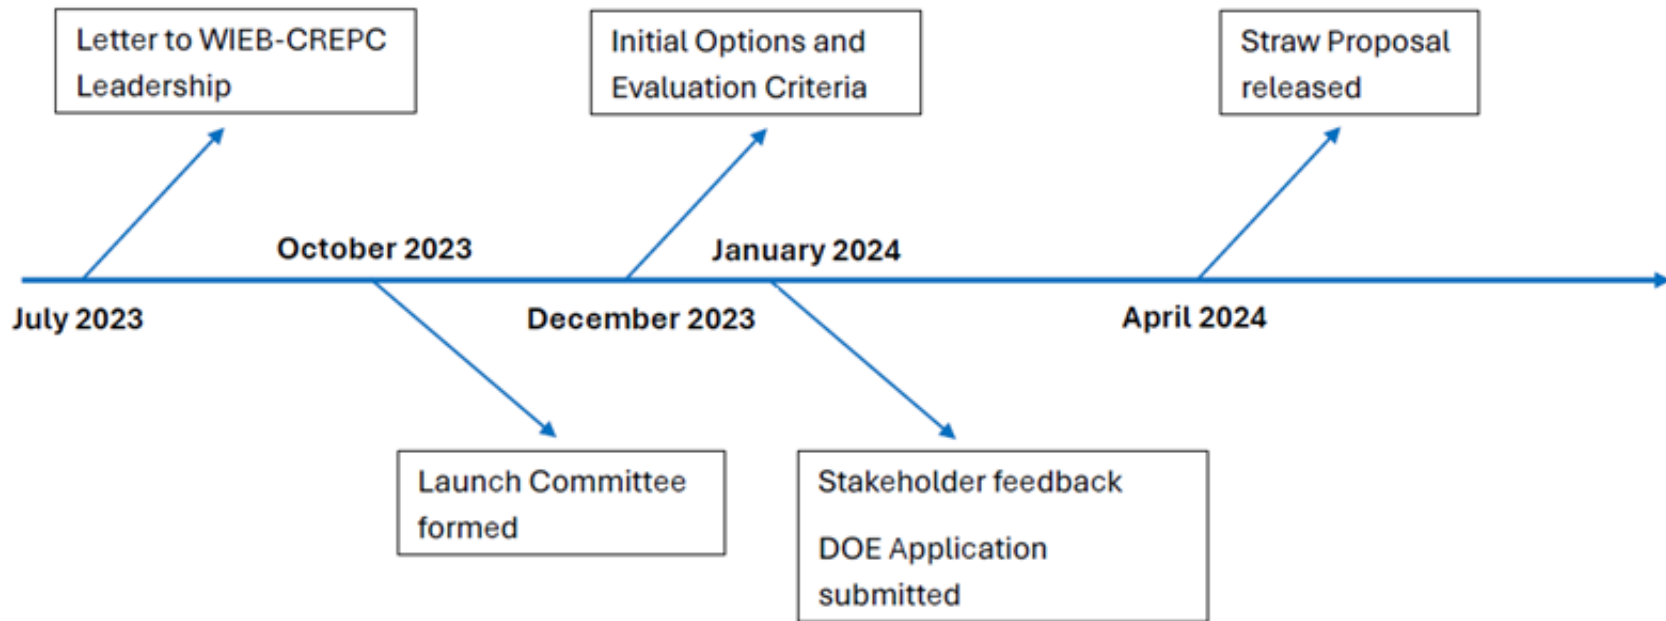 Letter to WIEB-CREPC
Leadership
Initial Options and
Evaluation Criteria
Straw Proposal
released
October 2023
January 2024
July 2023
December 2023
April 2024
Launch Committee
formed
Stakeholder feedback
DOE Application
submitted